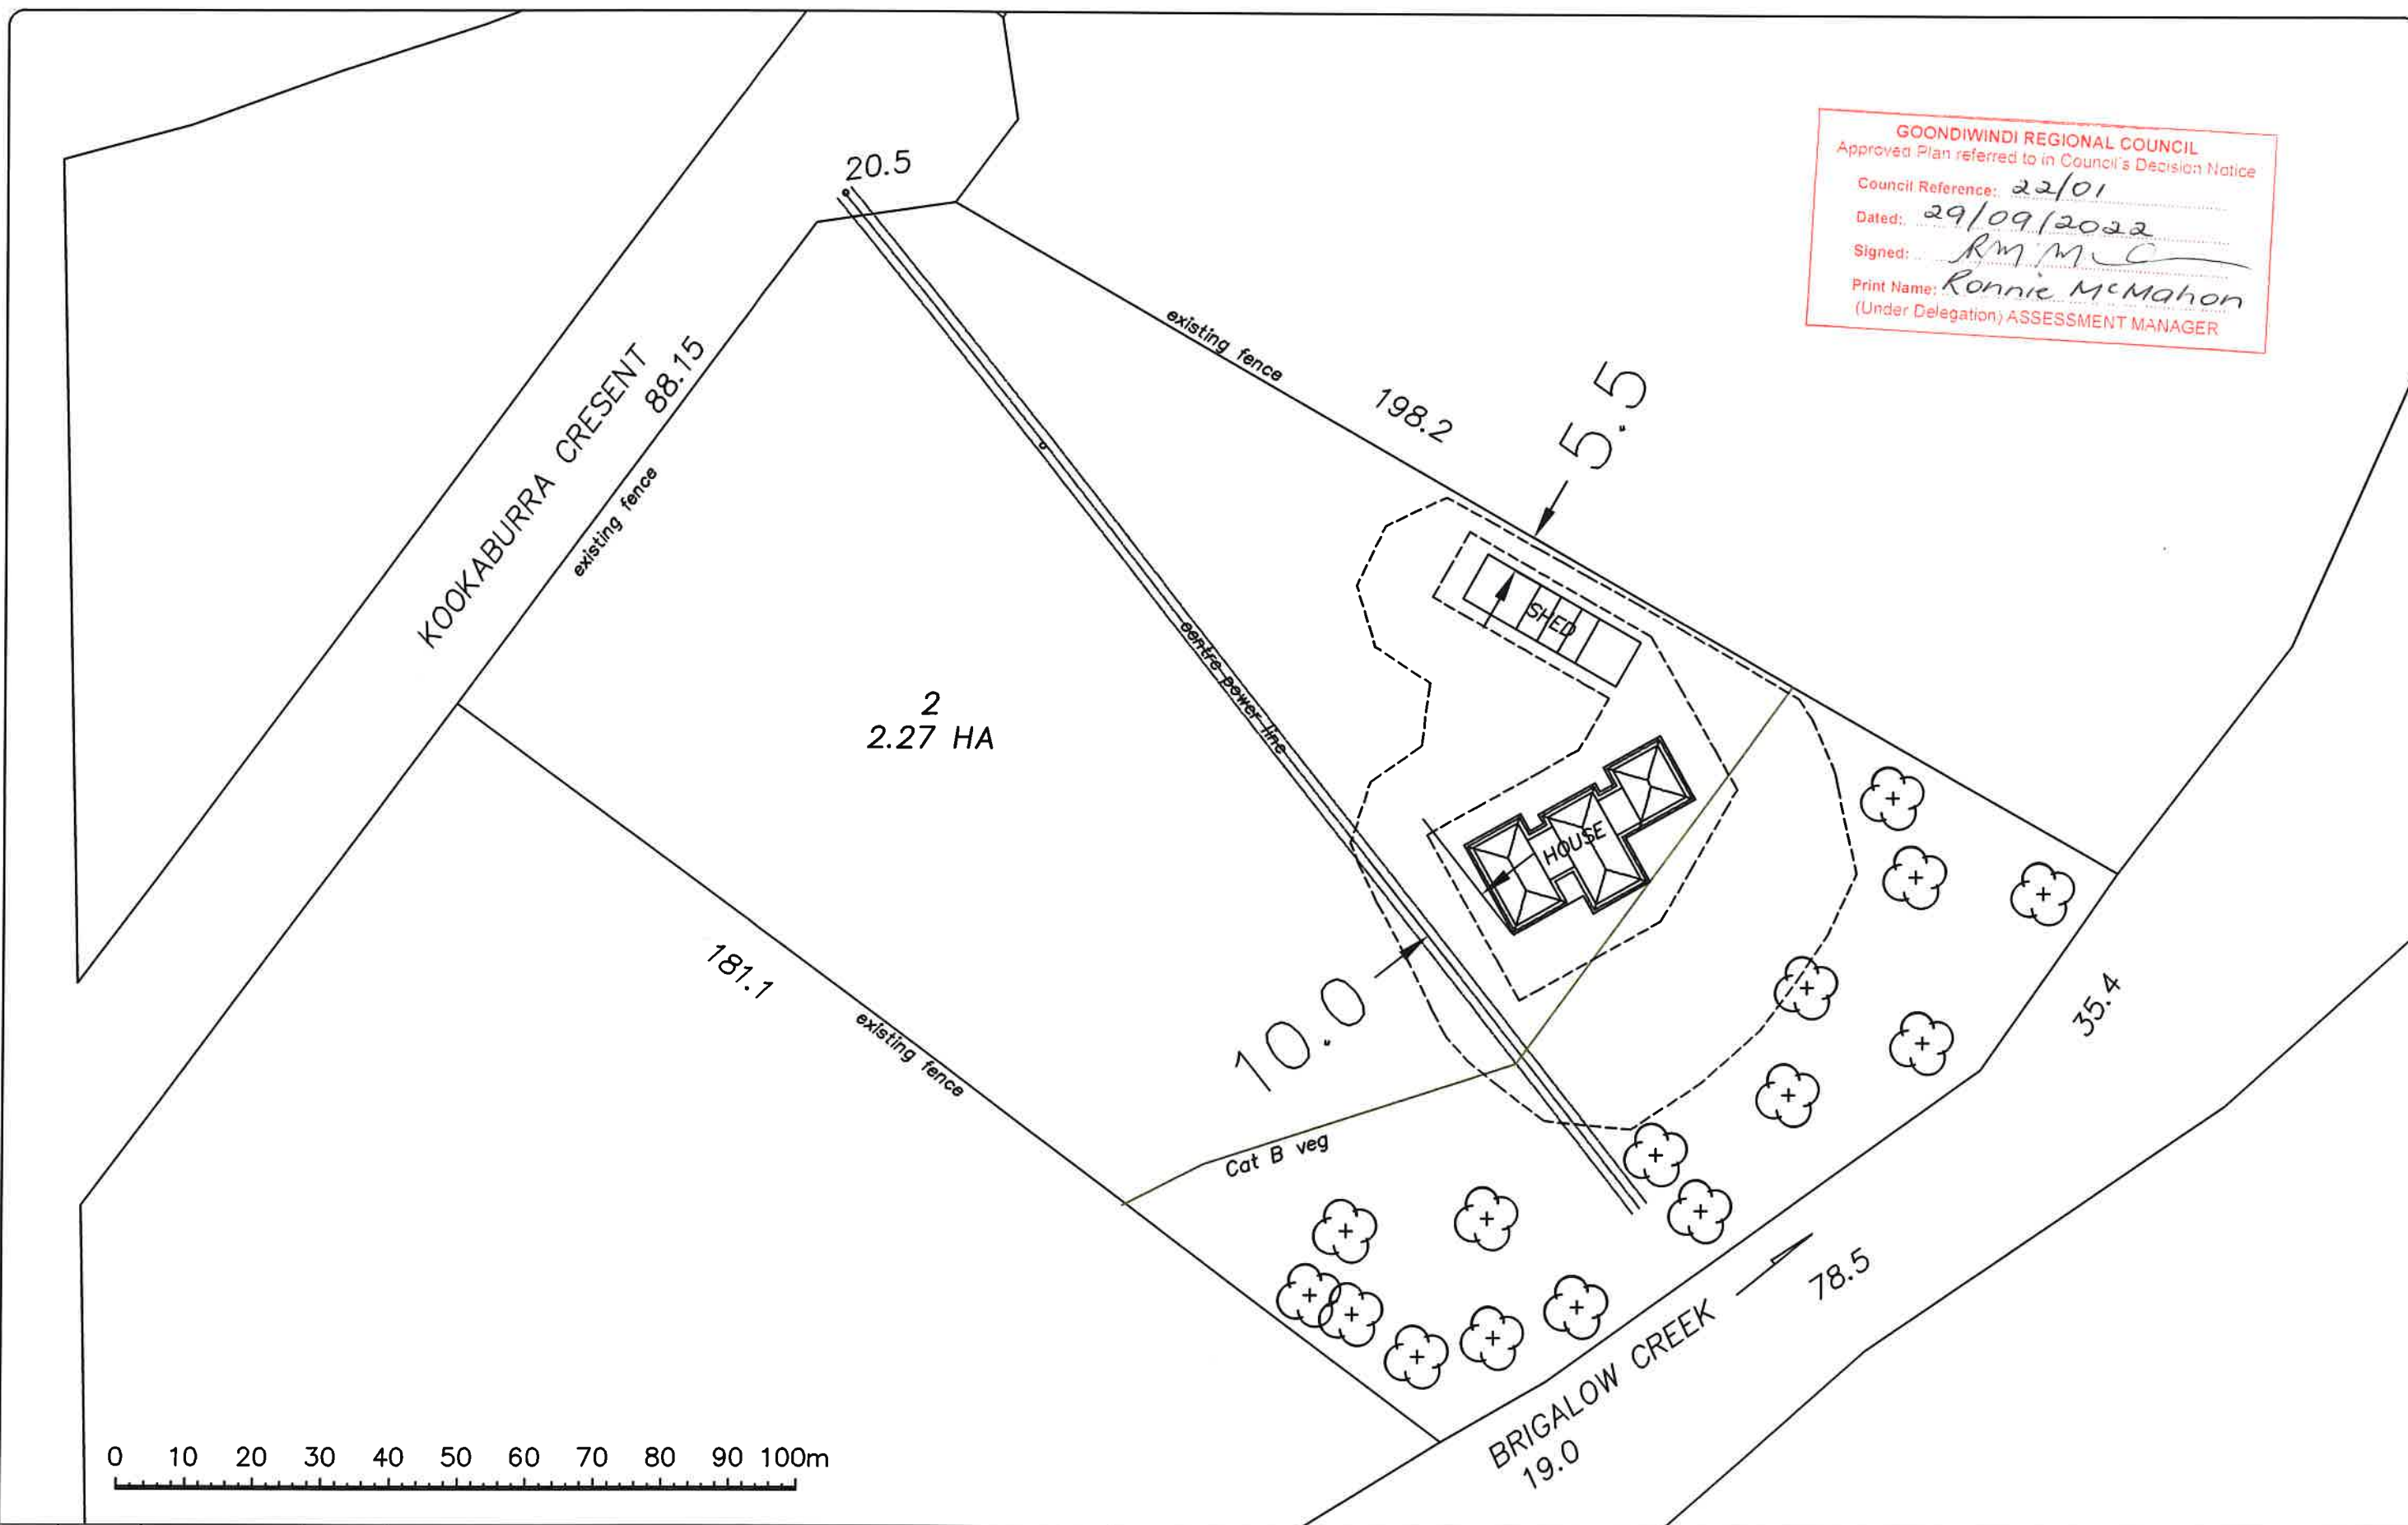 GOONDIWINDI REGIONAL COUNCIL
Approved Plan referred to in Council's Decision Notice
Council Reference: 22/01
Dated: 29/09/2022
Signed:
Print Name: Ronnie McMahon
(Under Delegation) ASSESSMENT MANAGER
20.5
KOOKABURRA CRESENT
88.15
existing fence
existing fence
198.2
5.5
SHED
centre power line
2
2.27 HA
HOUSE
10.0
181.1
existing fence
Cat B veg
35.4
78.5
BRIGALOW CREEK
19.0
0 10 20 30 40 50 60 70 80 90 100m